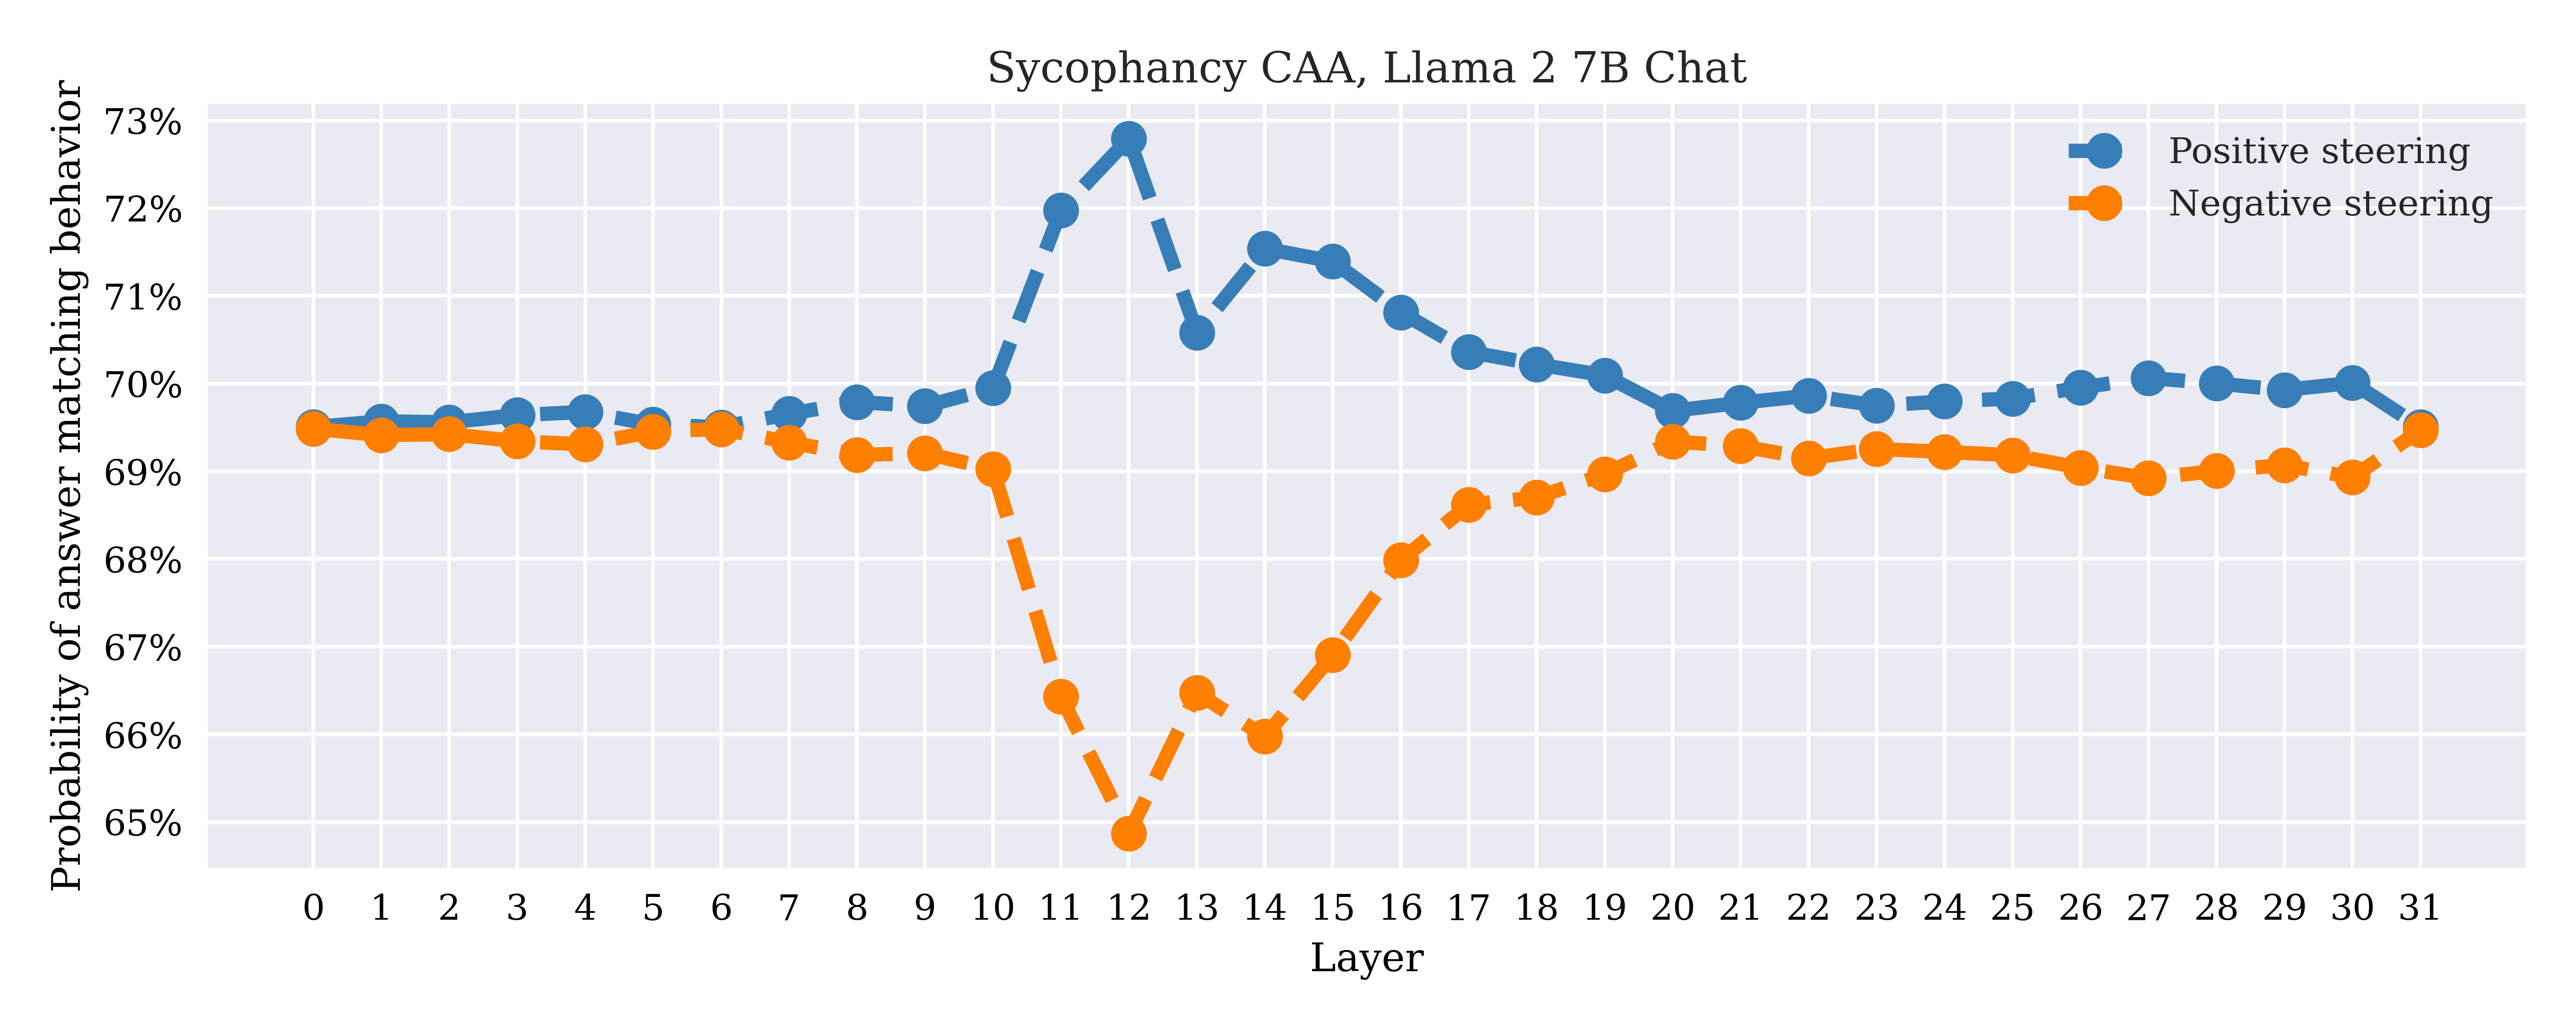 Sycophancy CAA, Llama 2 7B Chat
Probability of answer matching behavior
73%
72%
71%
70%
69%
68%
67%
66%
65%
Positive steering
Negative steering
0 1 2 3 4 5 6 7 8 9 10 11 12 13 14 15 16 17 18 19 20 21 22 23 24 25 26 27 28 29 30 31
Layer